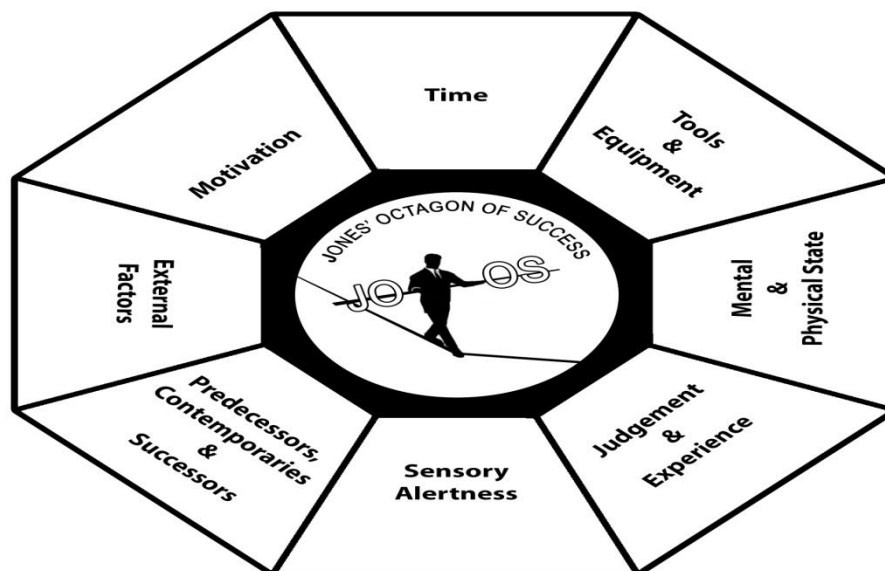 Time
Tools
&
Equipment
Mental
&
Physical State
Judgement
&
Experience
Sensory
Alertness
Predecessors,
Contemporaries
&
Successors
External
Factors
Motivation
JONES' OCTAGON OF SUCCESS
JO OS